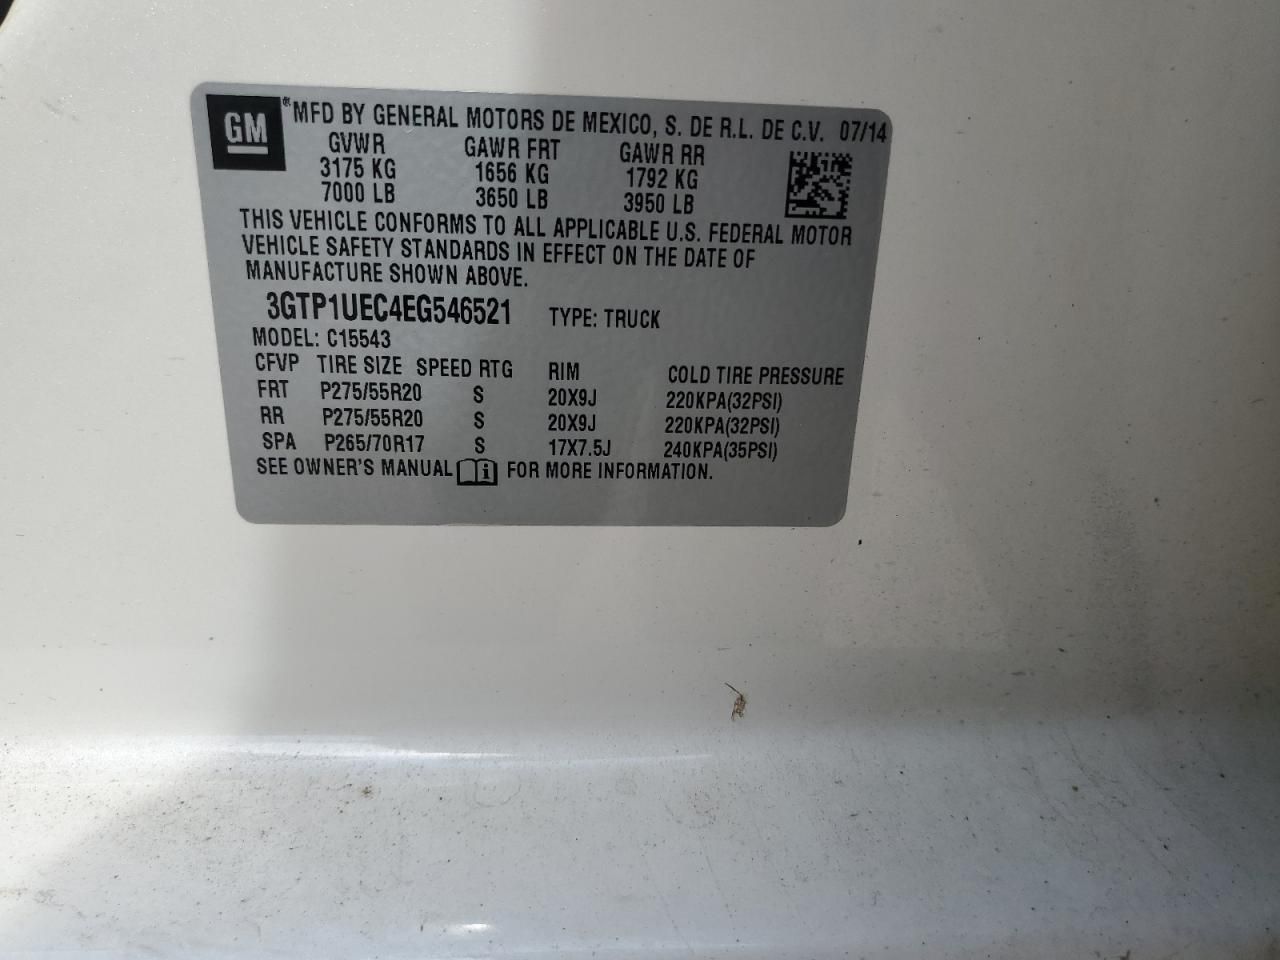 GM ® MFD BY GENERAL MOTORS DE MEXICO, S. DE R.L. DE C.V. 07/14
GVWR GAWR FRT GAWR RR
3175 KG 1656 KG 1792 KG
7000 LB 3650 LB 3950 LB
THIS VEHICLE CONFORMS TO ALL APPLICABLE U.S. FEDERAL MOTOR
VEHICLE SAFETY STANDARDS IN EFFECT ON THE DATE OF
MANUFACTURE SHOWN ABOVE.
3GTP1UEC4EG546521 TYPE: TRUCK
MODEL: C15543
CFVP TIRE SIZE SPEED RTG RIM COLD TIRE PRESSURE
FRT P275/55R20 S 20X9J 220KPA(32PSI)
RR P275/55R20 S 20X9J 220KPA(32PSI)
SPA P265/70R17 S 17X7.5J 240KPA(35PSI)
SEE OWNER'S MANUAL i FOR MORE INFORMATION.